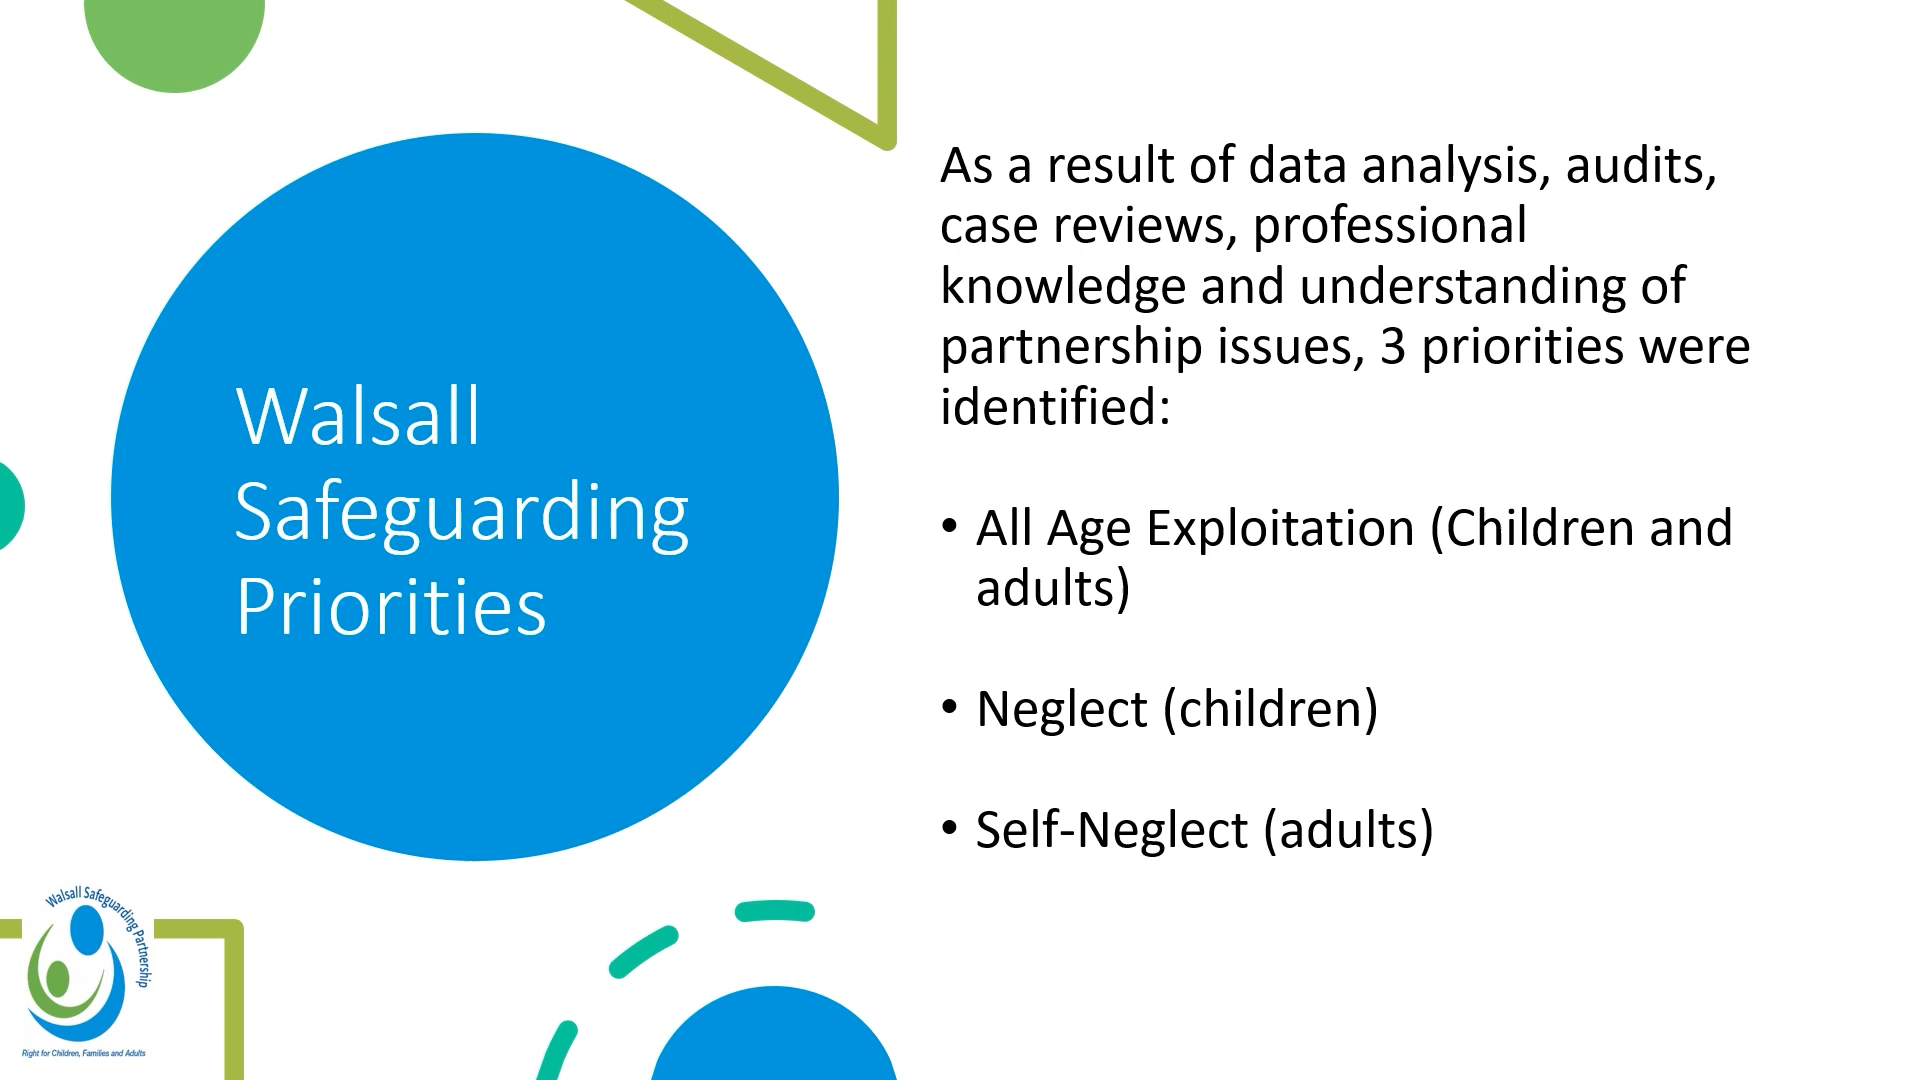 Walsall
Safeguarding
Priorities
As a result of data analysis, audits,
case reviews, professional
knowledge and understanding of
partnership issues, 3 priorities were
identified:
• All Age Exploitation (Children and
adults)
• Neglect (children)
• Self-Neglect (adults)
Walsall Safeguarding Partnership
Right for Children, Families and Adults